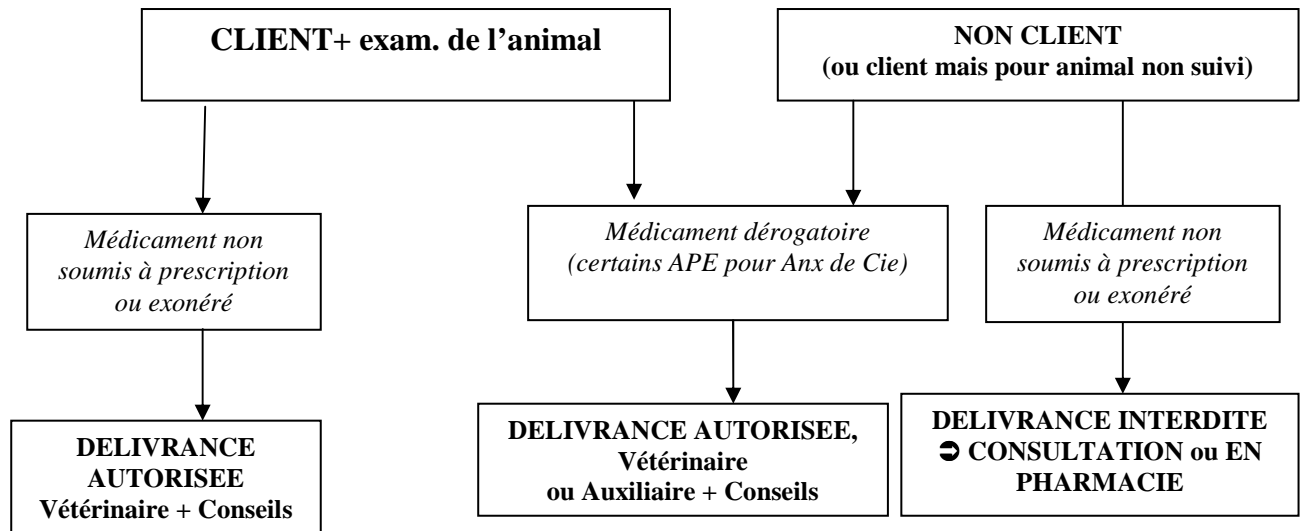 CLIENT+ exam. de l’animal
NON CLIENT
(ou client mais pour animal non suivi)
Médicament non
soumis à prescription
ou exonéré
Médicament dérogatoire
(certains APE pour Anx de Cie)
Médicament non
soumis à prescription
ou exonéré
DELIVRANCE
AUTORISEE
Vétérinaire + Conseils
DELIVRANCE AUTORISEE,
Vétérinaire
ou Auxiliaire + Conseils
DELIVRANCE INTERDITE
➲ CONSULTATION ou EN
PHARMACIE